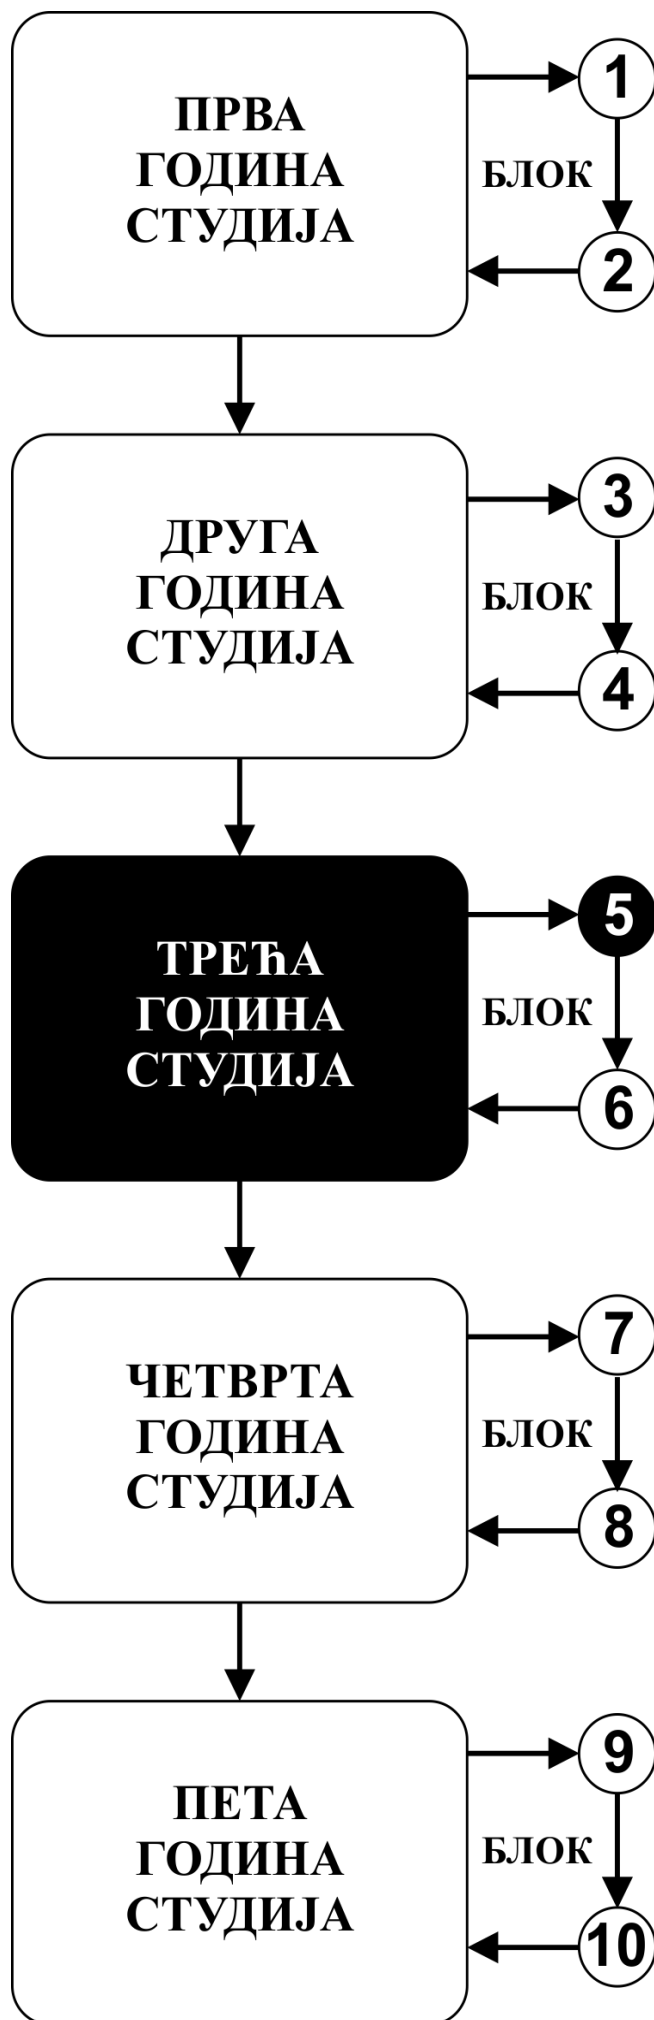 ПРВА
ГОДИНА
СТУДИЈА
1
БЛОК
2
ДРУГА
ГОДИНА
СТУДИЈА
3
БЛОК
4
ТРЕЋА
ГОДИНА
СТУДИЈА
5
БЛОК
6
ЧЕТВРТА
ГОДИНА
СТУДИЈА
7
БЛОК
8
ПЕТА
ГОДИНА
СТУДИЈА
9
БЛОК
10